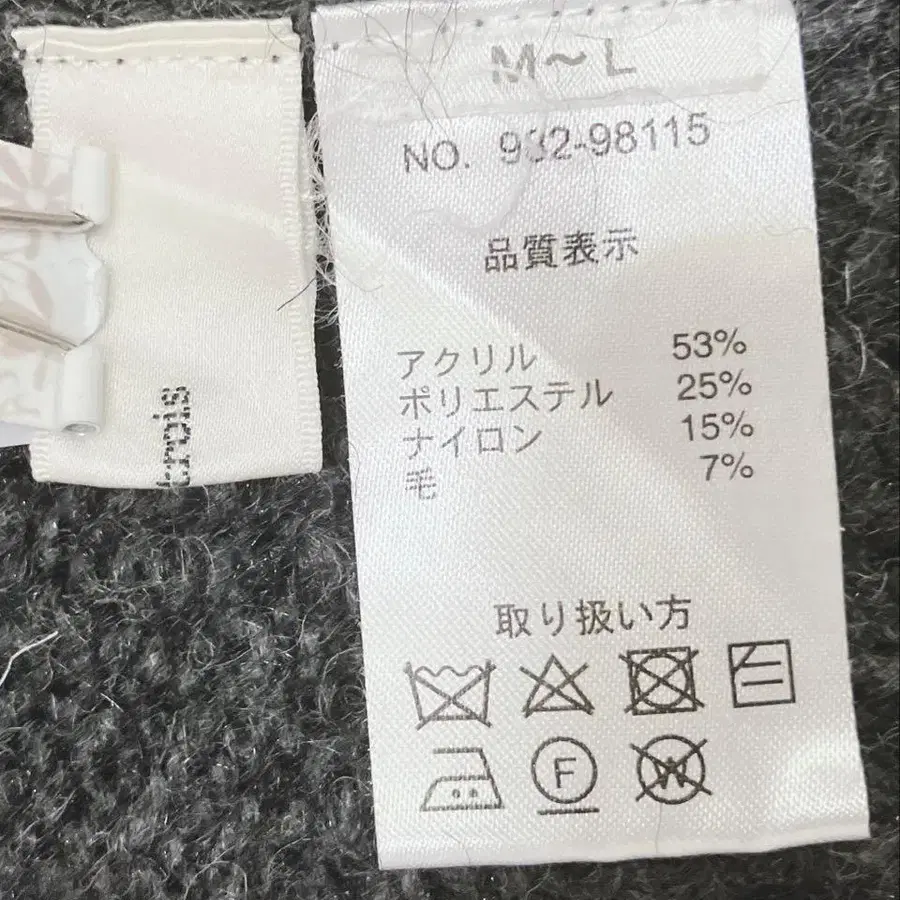 M~L
NO. 932-98115
品質表示
アクリル 53%
ポリエステル 25%
ナイロン 15%
毛 7%
取り扱い方
F
W
trois